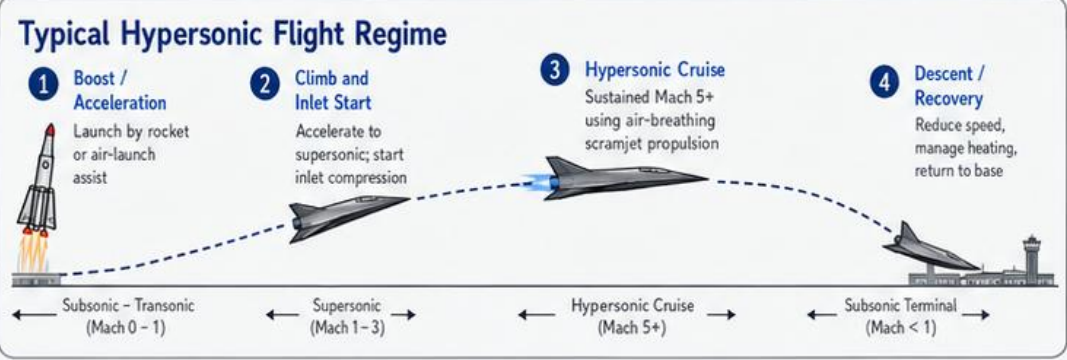 Typical Hypersonic Flight Regime
1
Boost /
Acceleration
Launch by rocket
or air-launch
assist
2
Climb and
Inlet Start
Accelerate to
supersonic; start
inlet compression
3
Hypersonic Cruise
Sustained Mach 5+
using air-breathing
scramjet propulsion
4
Descent /
Recovery
Reduce speed,
manage heating,
return to base
Subsonic – Transonic
(Mach 0 – 1)
Supersonic
(Mach 1– 3)
Hypersonic Cruise
(Mach 5+)
Subsonic Terminal
(Mach < 1)